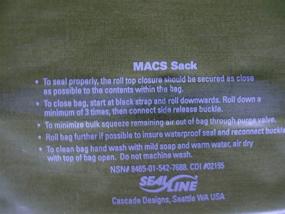 MACS Sack
• To seal properly, the roll top closure should be secured as close
as possible to the contents within the bag.
• To close bag, start at black strap and roll downwards. Roll down a
minimum of 3 times, then connect side release buckle.
• To minimize bulk squeeze remaining air out of bag through purge valve.
• Roll bag further if possible to insure waterproof seal and reconnect buckle.
• To clean bag hand wash with mild soap and warm water, air dry
with top of bag open. Do not machine wash.
NSN# 8465-01-542-7688. CDI #02195
SEALLINE
Cascade Designs, Seattle WA USA